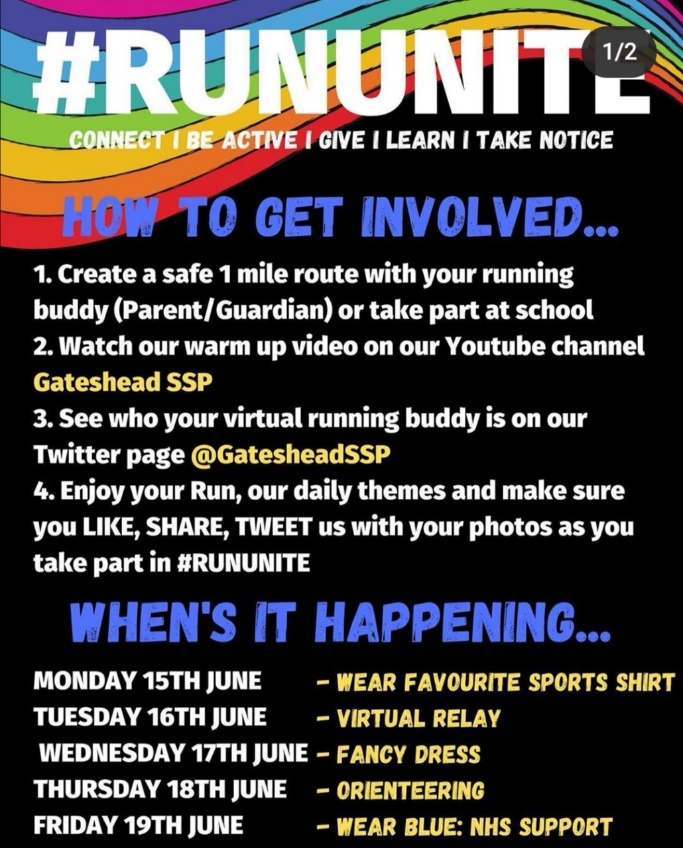 #RUNUNITE
1/2
CONNECT | BE ACTIVE | GIVE | LEARN | TAKE NOTICE
HOW TO GET INVOLVED...
1. Create a safe 1 mile route with your running
buddy (Parent/Guardian) or take part at school
2. Watch our warm up video on our Youtube channel
Gateshead SSP
3. See who your virtual running buddy is on our
Twitter page @GatesheadSSP
4. Enjoy your Run, our daily themes and make sure
you LIKE, SHARE, TWEET us with your photos as you
take part in #RUNUNITE
WHEN'S IT HAPPENING...
MONDAY 15TH JUNE - WEAR FAVOURITE SPORTS SHIRT
TUESDAY 16TH JUNE - VIRTUAL RELAY
WEDNESDAY 17TH JUNE - FANCY DRESS
THURSDAY 18TH JUNE - ORIENTEERING
FRIDAY 19TH JUNE - WEAR BLUE: NHS SUPPORT